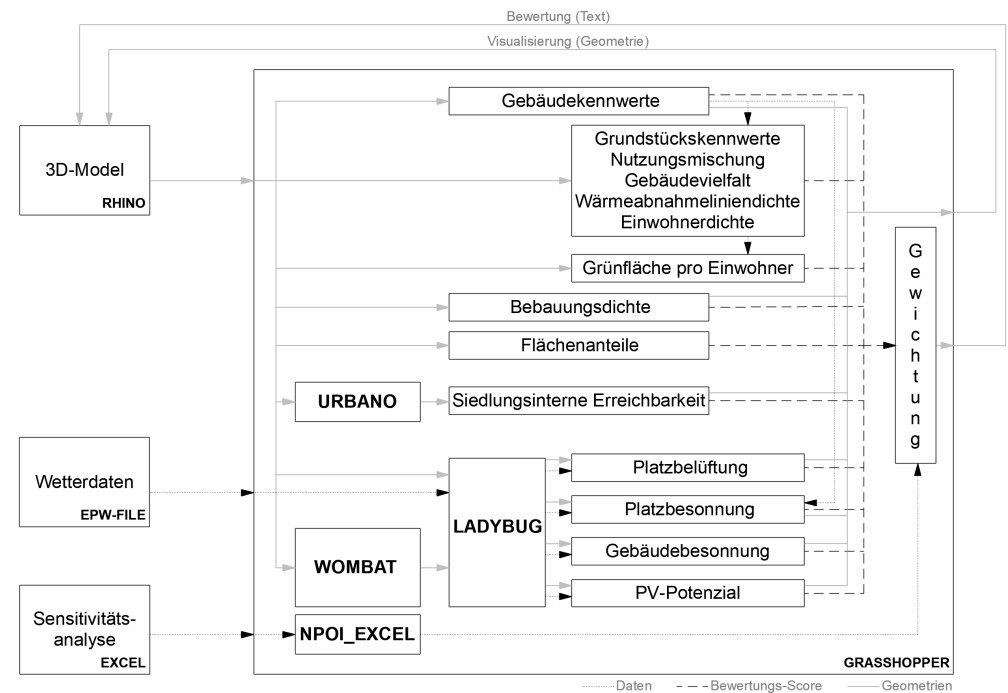 Bewertung (Text)
Visualisierung (Geometrie)
3D-Model
RHINO
Gebäudekennwerte
Grundstückskennwerte
Nutzungsmischung
Gebäudevielfalt
Wärmeabnahmeliniendichte
Einwohnerdichte
Grünfläche pro Einwohner
Bebauungsdichte
Flächenanteile
URBANO
Siedlungsinterne Erreichbarkeit
Gewichtung
Wetterdaten
EPW-FILE
LADYBUG
Platzbelüftung
Platzbesonnung
Gebäudebesonnung
PV-Potenzial
WOMBAT
Sensitivitäts-
analyse
EXCEL
NPOI_EXCEL
GRASSHOPPER
Daten
Bewertungs-Score
Geometrien